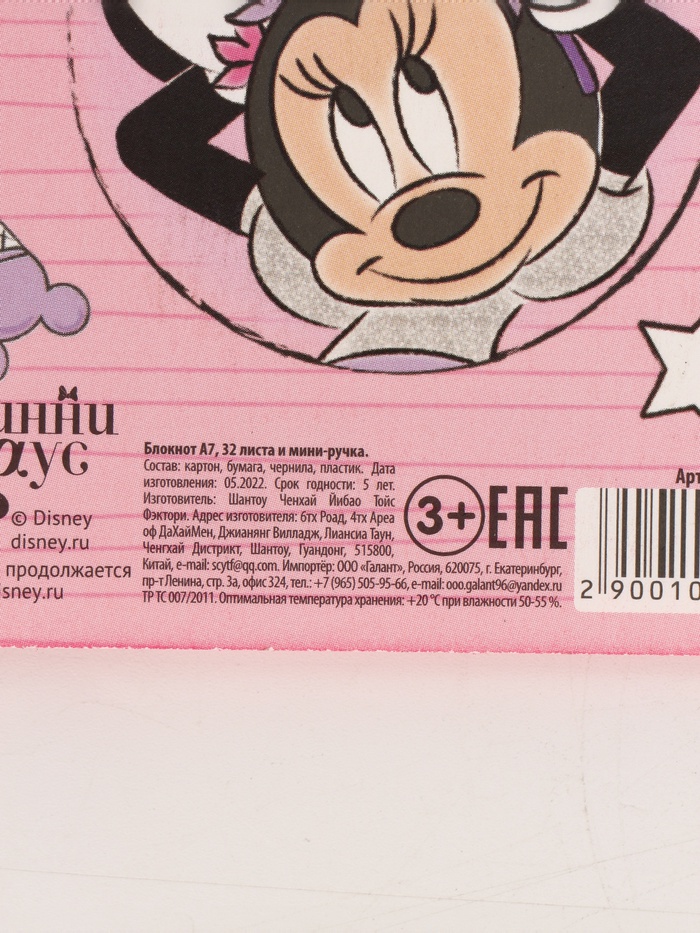 инни
аус
© Disney
disney.ru
продолжается
sney.ru
Блокнот А7, 32 листа и мини-ручка.
Состав: картон, бумага, чернила, пластик. Дата
изготовления: 05.2022. Срок годности: 5 лет.
Изготовитель: Шантоу Ченхай Йибао Тойс
Фэктори. Адрес изготовителя: 6тх Роад, 4тх Ареа
оф ДаХайМен, Джианянг Вилладж, Лиансиа Таун,
Ченгхай Дистрикт, Шантоу, Гуандонг, 515800,
Китай, e-mail: scytf@qq.com. Импортёр: ООО «Галант», Россия, 620075, г. Екатеринбург,
пр-т Ленина, стр. 3а, офис 324, тел.: +7 (965) 505-95-66, e-mail: ooo.galant96@yandex.ru
ТР ТС 007/2011. Оптимальная температура хранения: +20 °С при влажности 50-55 %.
3+
ЕАС
Арт
2 90010